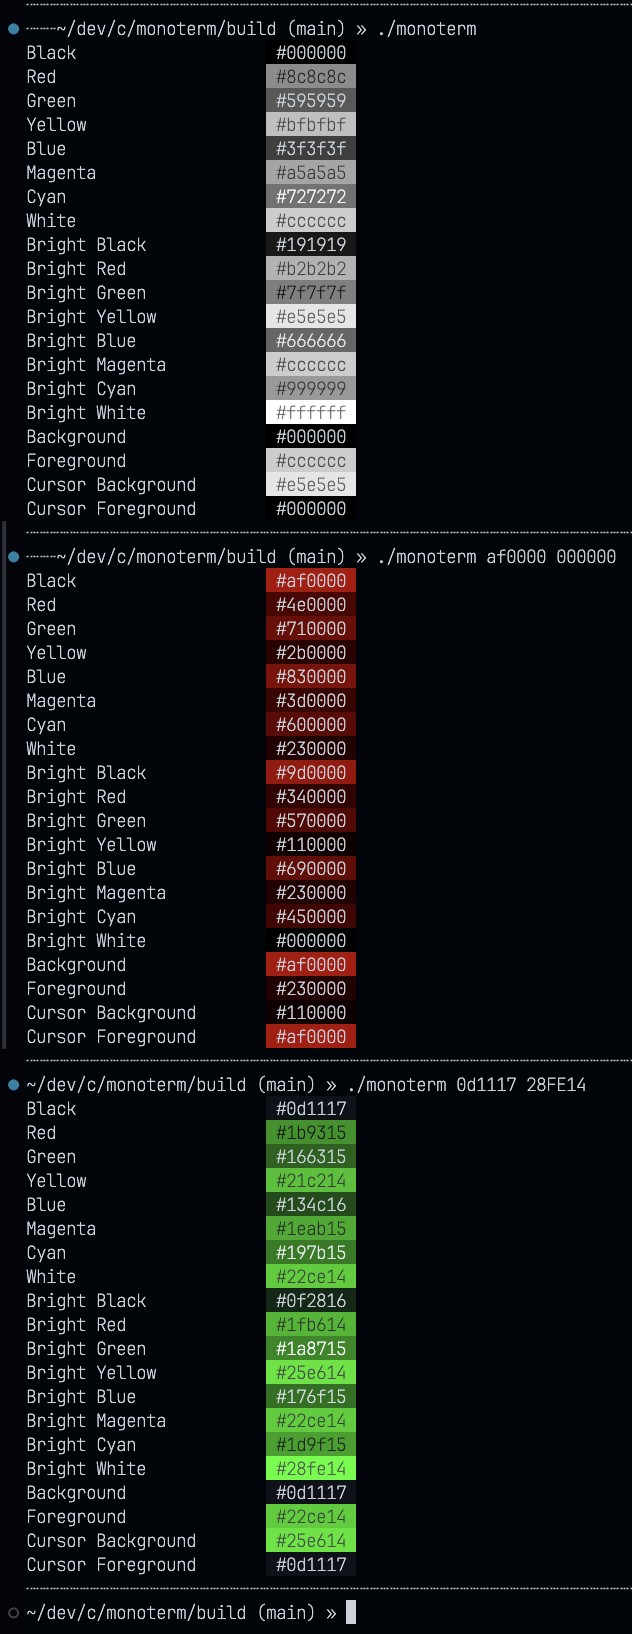 ~/dev/c/monoterm/build (main) » ./monoterm
Black #000000
Red #8c8c8c
Green #595959
Yellow #bfbfbf
Blue #3f3f3f
Magenta #a5a5a5
Cyan #727272
White #cccccc
Bright Black #191919
Bright Red #b2b2b2
Bright Green #7f7f7f
Bright Yellow #e5e5e5
Bright Blue #666666
Bright Magenta #cccccc
Bright Cyan #999999
Bright White #ffffff
Background #000000
Foreground #cccccc
Cursor Background #e5e5e5
Cursor Foreground #000000
~/dev/c/monoterm/build (main) » ./monoterm af0000 000000
Black #af0000
Red #4e0000
Green #710000
Yellow #2b0000
Blue #830000
Magenta #3d0000
Cyan #600000
White #230000
Bright Black #9d0000
Bright Red #340000
Bright Green #570000
Bright Yellow #110000
Bright Blue #690000
Bright Magenta #230000
Bright Cyan #450000
Bright White #000000
Background #af0000
Foreground #230000
Cursor Background #110000
Cursor Foreground #af0000
~/dev/c/monoterm/build (main) » ./monoterm 0d1117 28FE14
Black #0d1117
Red #1b9315
Green #166315
Yellow #21c214
Blue #134c16
Magenta #1eab15
Cyan #197b15
White #22ce14
Bright Black #0f2816
Bright Red #1fb614
Bright Green #1a8715
Bright Yellow #25e614
Bright Blue #176f15
Bright Magenta #22ce14
Bright Cyan #1d9f15
Bright White #28fe14
Background #0d1117
Foreground #22ce14
Cursor Background #25e614
Cursor Foreground #0d1117
~/dev/c/monoterm/build (main) »